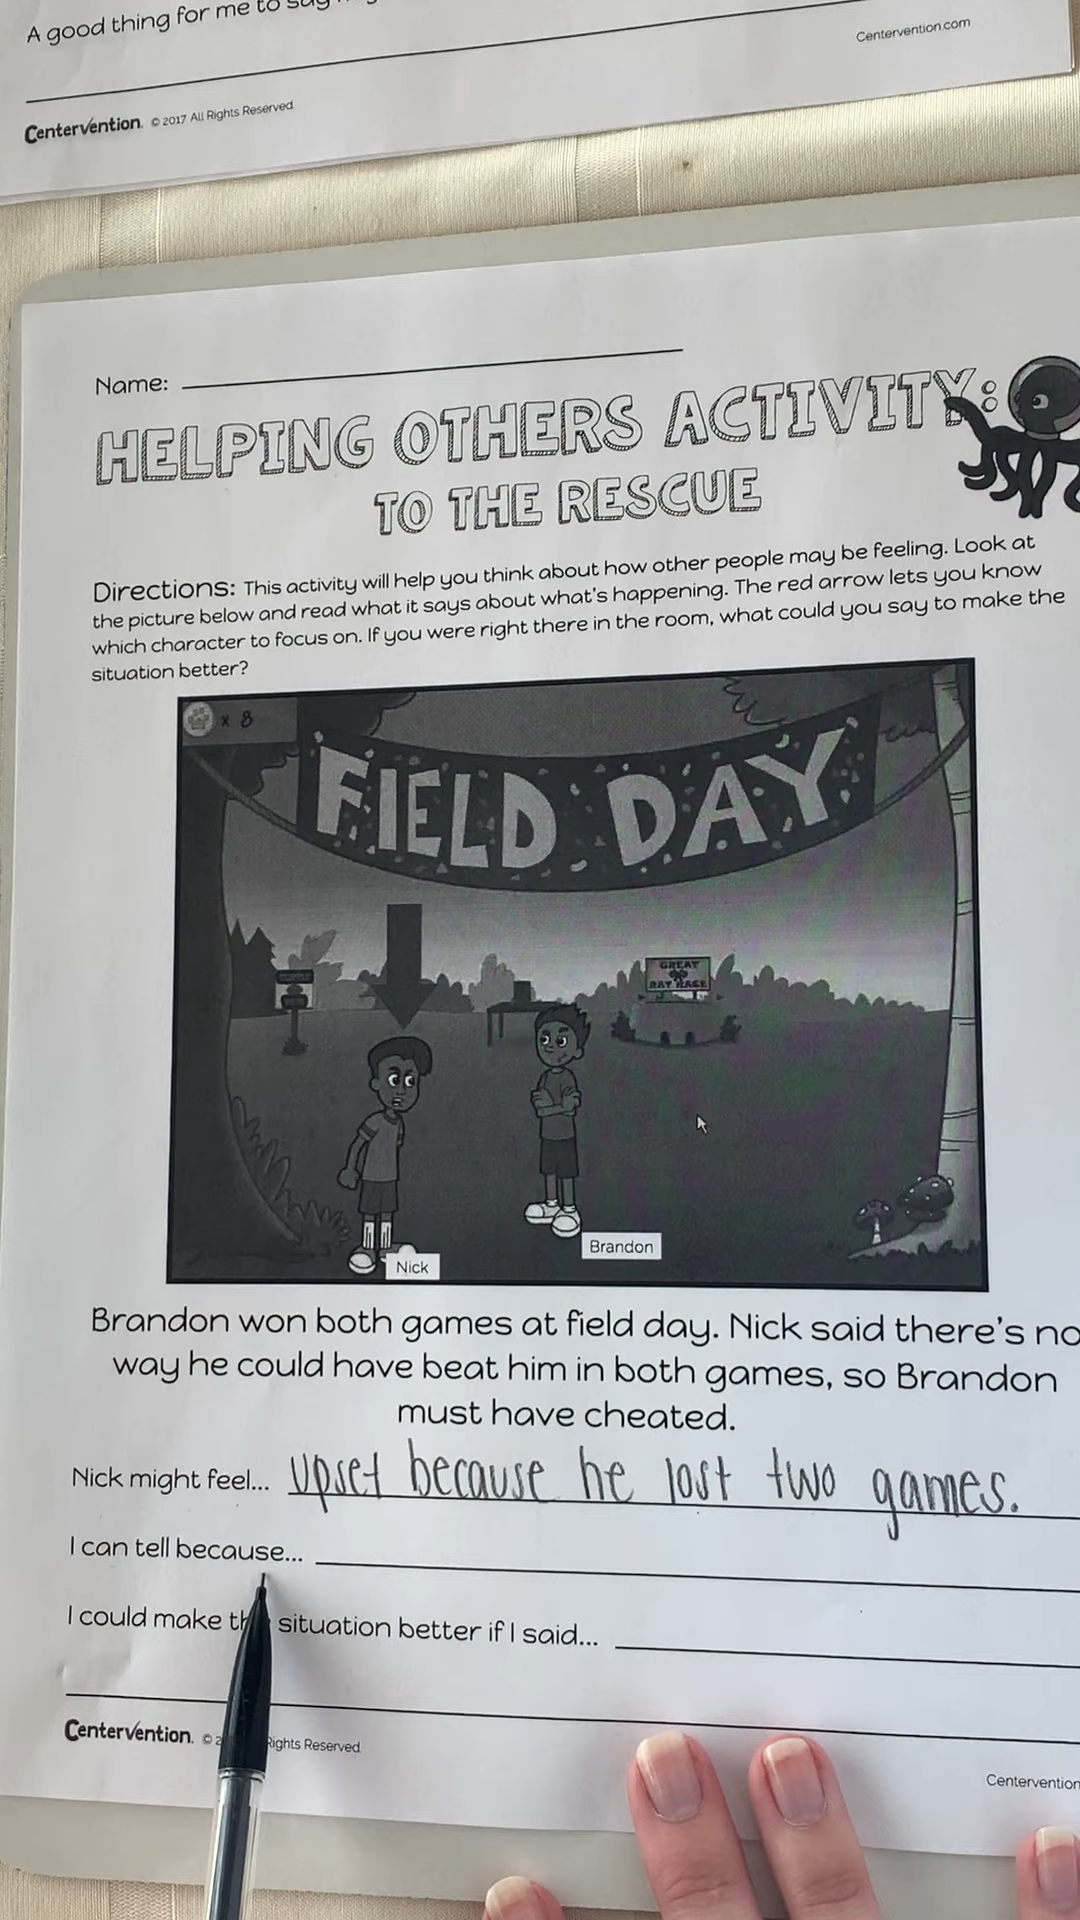 A good thing for me to say
Centervention.com
Centervention. © 2017 All Rights Reserved.
Name:
HELPING OTHERS ACTIVITY:
TO THE RESCUE
Directions: This activity will help you think about how other people may be feeling. Look at
the picture below and read what it says about what's happening. The red arrow lets you know
which character to focus on. If you were right there in the room, what could you say to make the
situation better?
x 8
FIELD DAY
GREAT
RAT RACE
Brandon
Nick
Brandon won both games at field day. Nick said there's no
way he could have beat him in both games, so Brandon
must have cheated.
Nick might feel... upset because he lost two games.
I can tell because...
I could make the situation better if I said...
Centervention. © 2 Rights Reserved.
Centervention